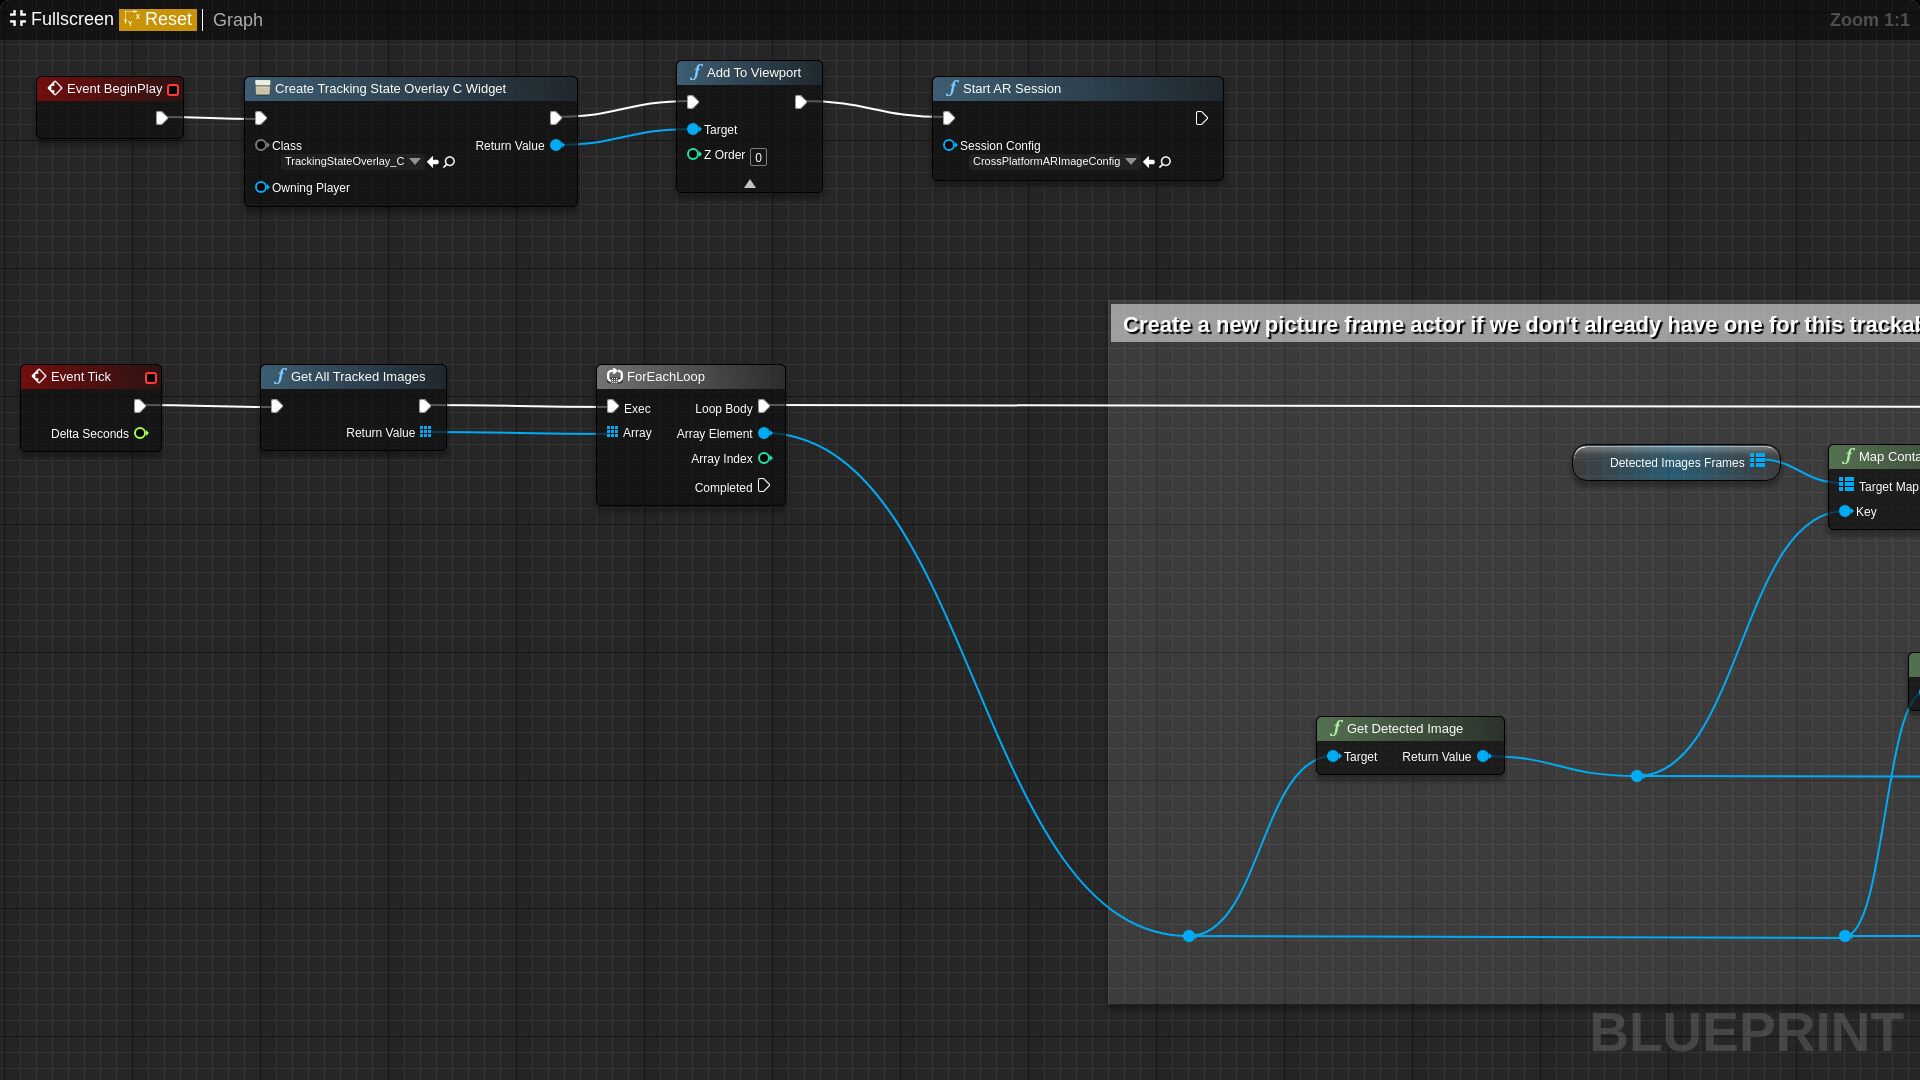 Fullscreen Reset Graph
Zoom 1:1
Event BeginPlay
Create Tracking State Overlay C Widget
Class
TrackingStateOverlay_C
Return Value
Owning Player
Add To Viewport
Target
Z Order 0
Start AR Session
Session Config
CrossPlatformARImageConfig
Create a new picture frame actor if we don't already have one for this
Event Tick
Delta Seconds
Get All Tracked Images
Return Value
ForEachLoop
Exec Loop Body
Array Array Element
Array Index
Completed
Detected Images Frames
Map
Target Map
Key
Get Detected Image
Target Return Value
BLUEPRINT